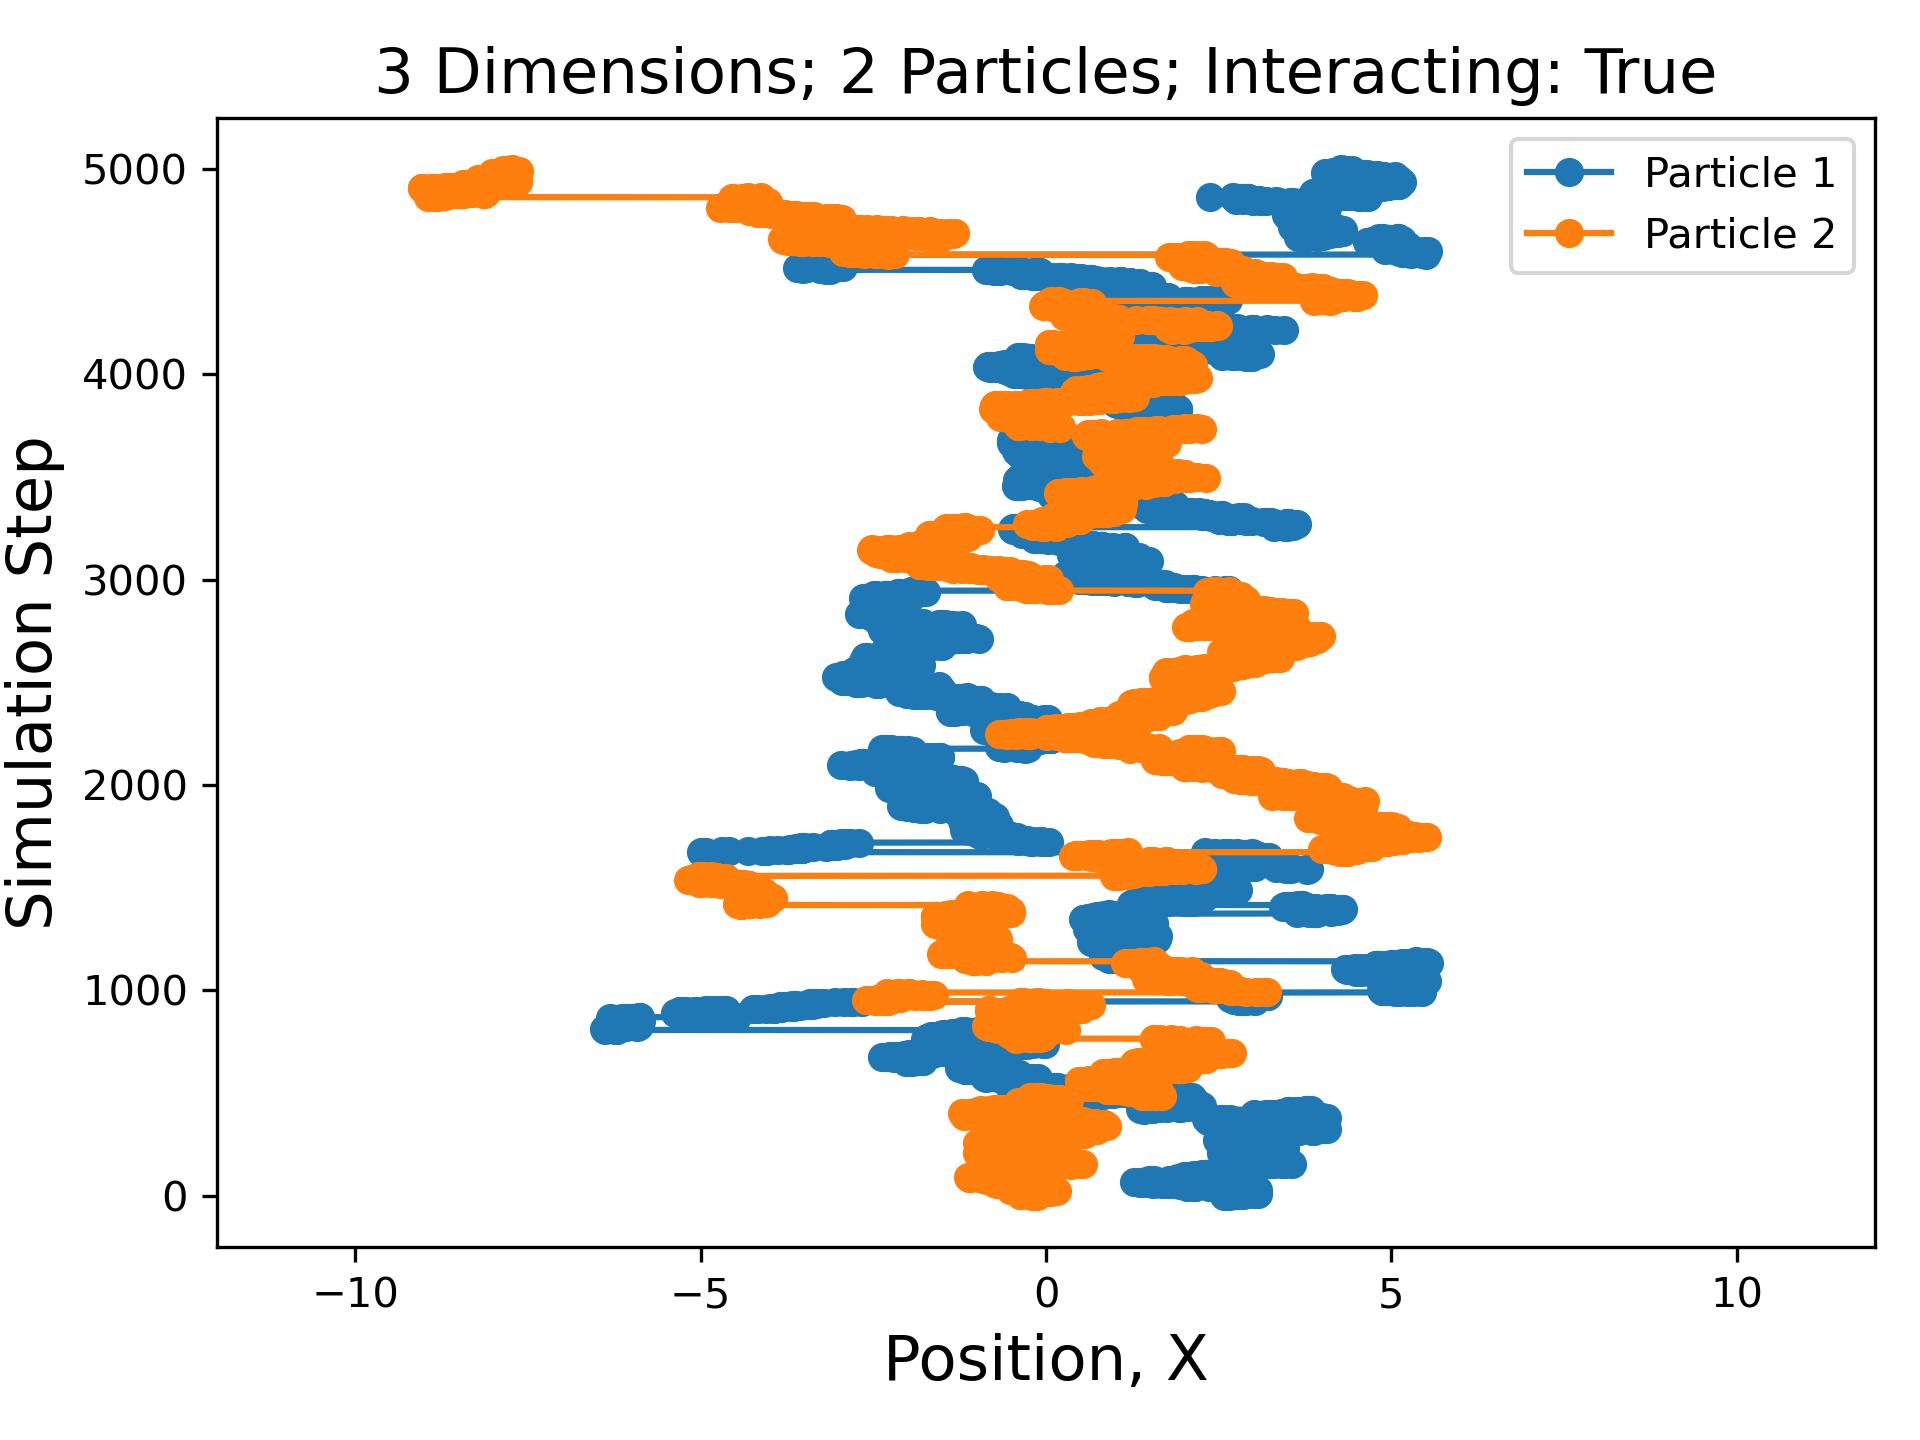 3 Dimensions; 2 Particles; Interacting: True
Particle 1
Particle 2
5000
4000
3000
2000
1000
0
Simulation Step
−10
−5
0
5
10
Position, X